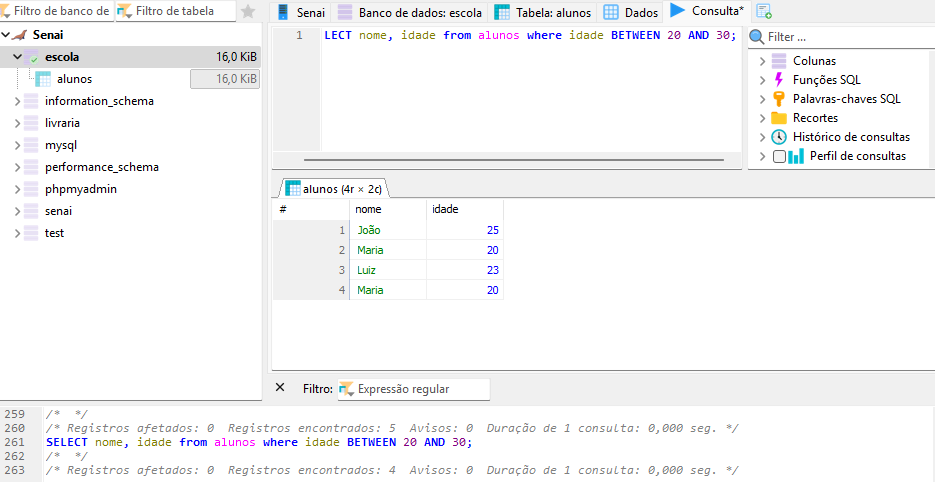 Filtro de banco de
Filtro de tabela
Senai
Banco de dados: escola
Tabela: alunos
Dados
Consulta*
Senai
escola 16,0 KiB
alunos 16,0 KiB
information_schema
livraria
mysql
performance_schema
phpmyadmin
senai
test
1 LECT nome, idade from alunos where idade BETWEEN 20 AND 30;
Filter ...
Colunas
Funções SQL
Palavras-chaves SQL
Recortes
Histórico de consultas
Perfil de consultas
alunos (4r × 2c)
# nome idade
1 João 25
2 Maria 20
3 Luiz 23
4 Maria 20
× Filtro: Expressão regular
259 /*  */
260 /* Registros afetados: 0  Registros encontrados: 5  Avisos: 0  Duração de 1 consulta: 0,000 seg. */
261 SELECT nome, idade from alunos where idade BETWEEN 20 AND 30;
262 /*  */
263 /* Registros afetados: 0  Registros encontrados: 4  Avisos: 0  Duração de 1 consulta: 0,000 seg. */